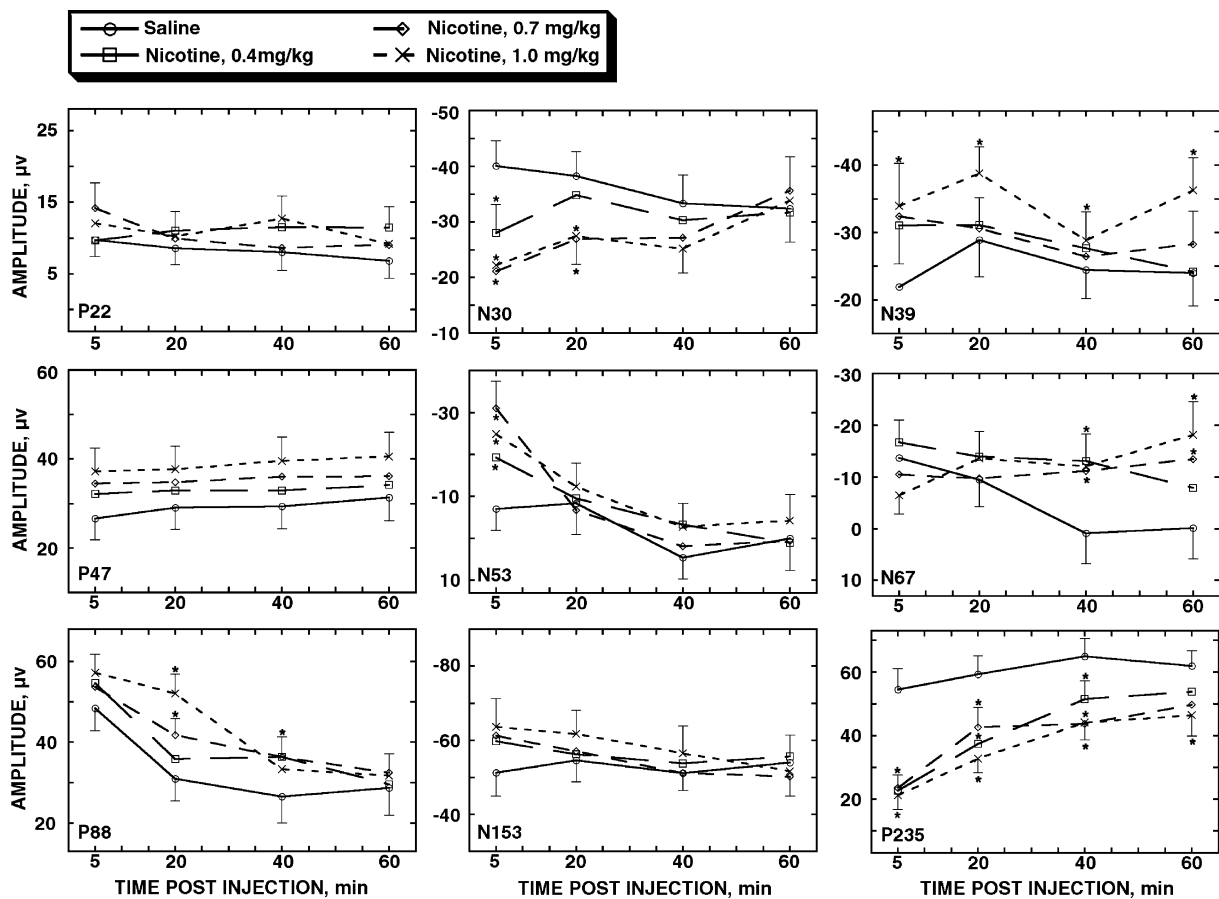 Saline
Nicotine, 0.7 mg/kg
Nicotine, 0.4mg/kg
Nicotine, 1.0 mg/kg
AMPLITUDE, µv
25
15
5
P22
5 20 40 60
-50
-40
-30
-20
-10
N30
5 20 40 60
-40
-30
-20
N39
5 20 40 60
AMPLITUDE, µv
60
40
20
P47
5 20 40 60
-30
-10
10
N53
5 20 40 60
-30
-20
-10
0
10
N67
5 20 40 60
AMPLITUDE, µv
60
40
20
P88
5 20 40 60
TIME POST INJECTION, min
-80
-60
-40
N153
5 20 40 60
TIME POST INJECTION, min
60
40
20
P235
5 20 40 60
TIME POST INJECTION, min